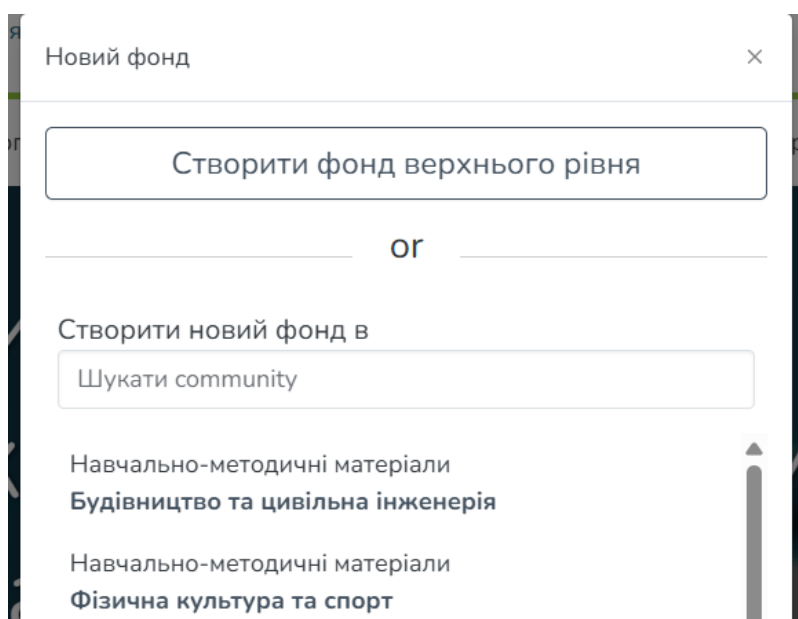 Новий фонд
Створити фонд верхнього рівня
or
Створити новий фонд в
Шукати community
Навчально-методичні матеріали
Будівництво та цивільна інженерія
Навчально-методичні матеріали
Фізична культура та спорт